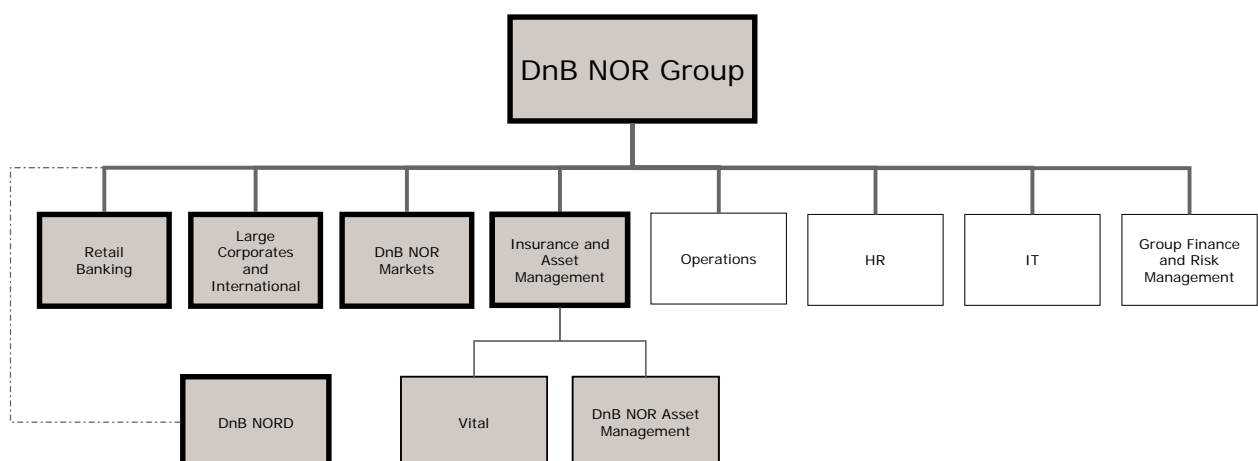 DnB NOR Group
Retail
Banking
Large
Corporates
and
International
DnB NOR
Markets
Insurance and
Asset
Management
Operations
HR
IT
Group Finance
and Risk
Management
DnB NORD
Vital
DnB NOR Asset
Management